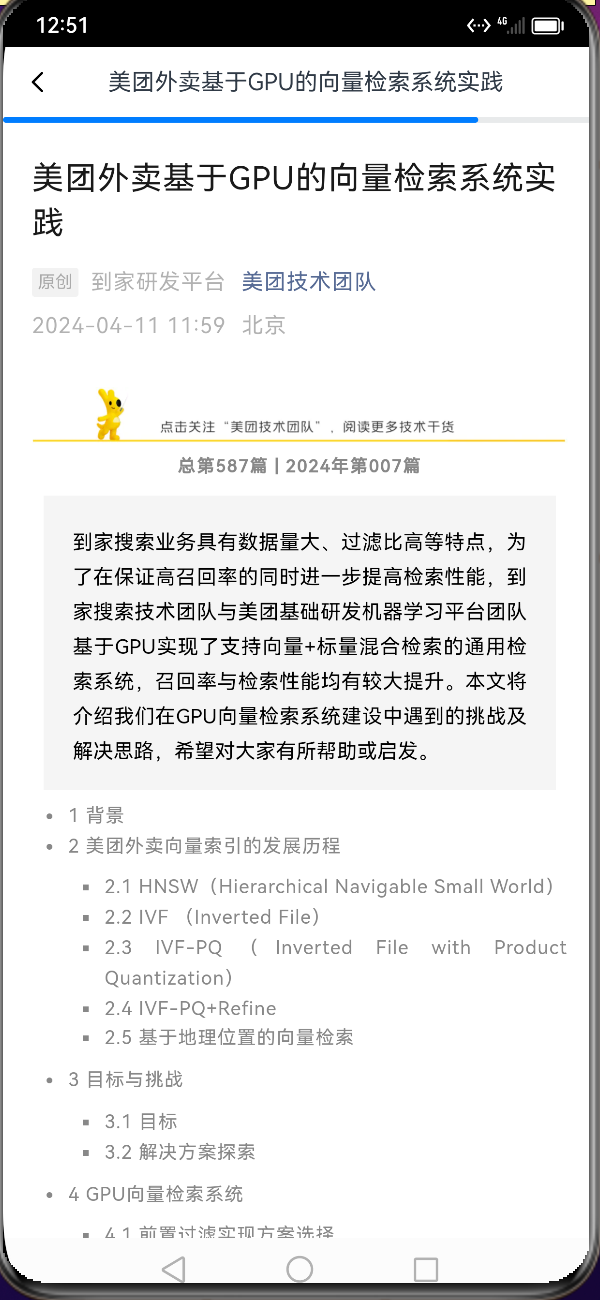 12:51
4G
美团外卖基于GPU的向量检索系统实践
美团外卖基于GPU的向量检索系统实
践
原创 到家研发平台 美团技术团队
2024-04-11 11:59 北京
点击关注“美团技术团队”，阅读更多技术干货
总第587篇 | 2024年第007篇
到家搜索业务具有数据量大、过滤比高等特点，为
了在保证高召回率的同时进一步提高检索性能，到
家搜索技术团队与美团基础研发机器学习平台团队
基于GPU实现了支持向量+标量混合检索的通用检
索系统，召回率与检索性能均有较大提升。本文将
介绍我们在GPU向量检索系统建设中遇到的挑战及
解决思路，希望对大家有所帮助或启发。
1 背景
2 美团外卖向量索引的发展历程
2.1 HNSW（Hierarchical Navigable Small World）
2.2 IVF （Inverted File）
2.3 IVF-PQ （Inverted File with Product
Quantization）
2.4 IVF-PQ+Refine
2.5 基于地理位置的向量检索
3 目标与挑战
3.1 目标
3.2 解决方案探索
4 GPU向量检索系统
4.1 前置过滤实现方案选择